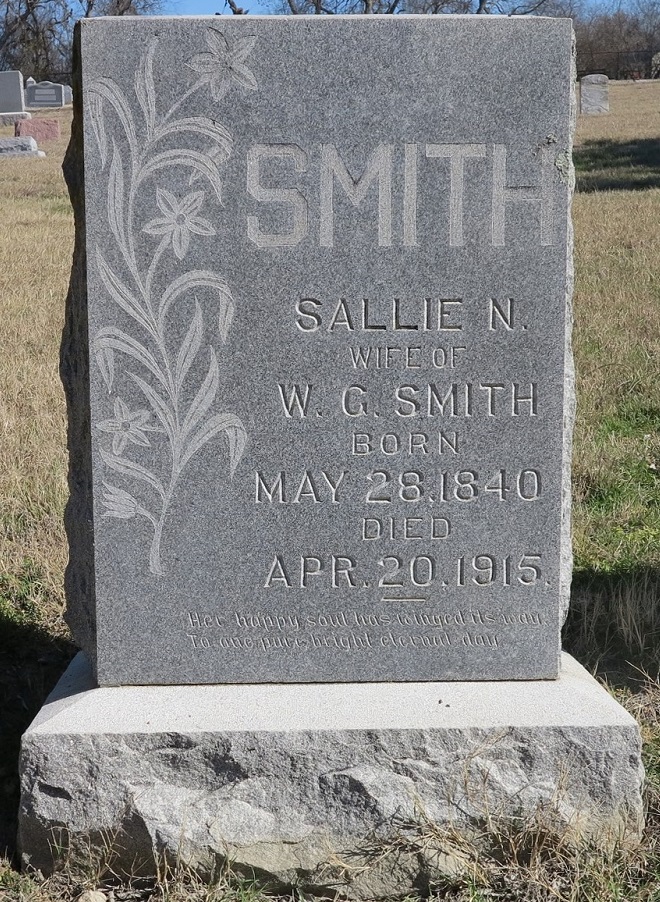 SMITH
SALLIE N.
WIFE OF
W. G. SMITH
BORN
MAY 28,1840
DIED
APR. 20,1915.
Her happy soul has winged its way
To one pure bright eternal day